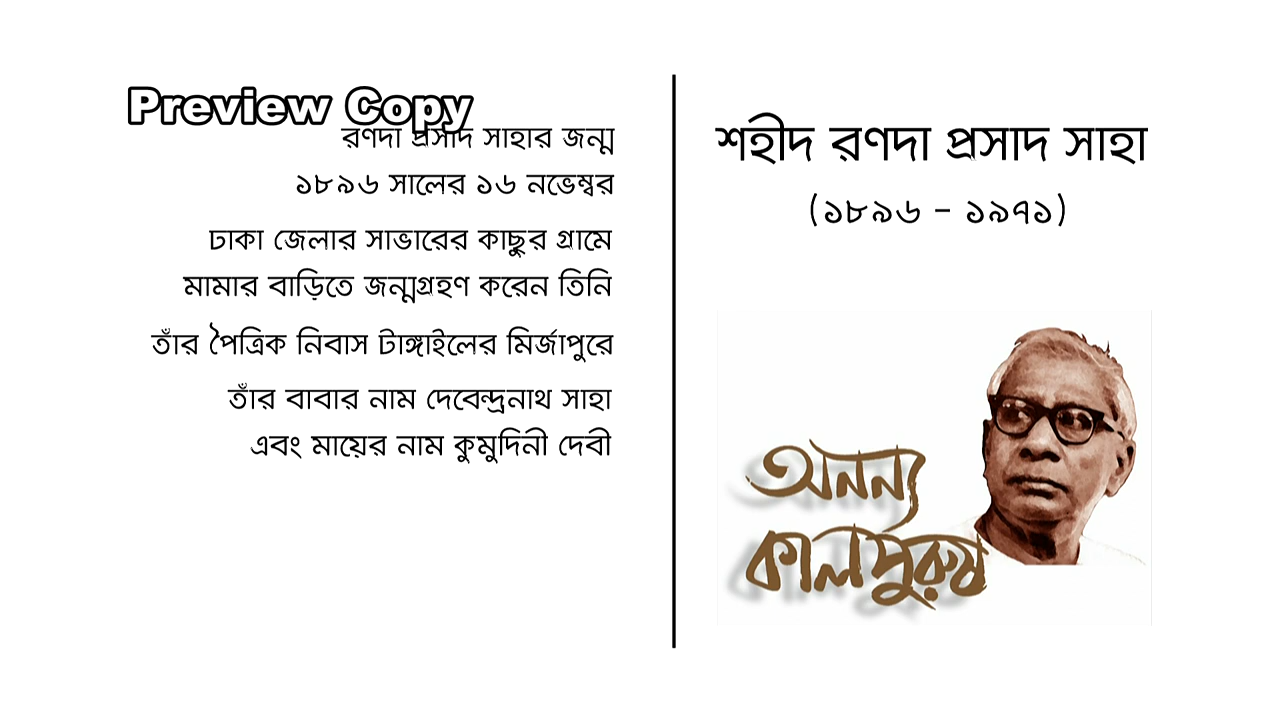 Preview Copy
রণদা প্রসাদ সাহার জন্ম
১৮৯৬ সালের ১৬ নভেম্বর
ঢাকা জেলার সাভারের কাছুর গ্রামে
মামার বাড়িতে জন্মগ্রহণ করেন তিনি
তাঁর পৈত্রিক নিবাস টাঙ্গাইলের মির্জাপুরে
তাঁর বাবার নাম দেবেন্দ্রনাথ সাহা
এবং মায়ের নাম কুমুদিনী দেবী
শহীদ রণদা প্রসাদ সাহা
(১৮৯৬ – ১৯৭১)
অনন্য
কালপুরুষ